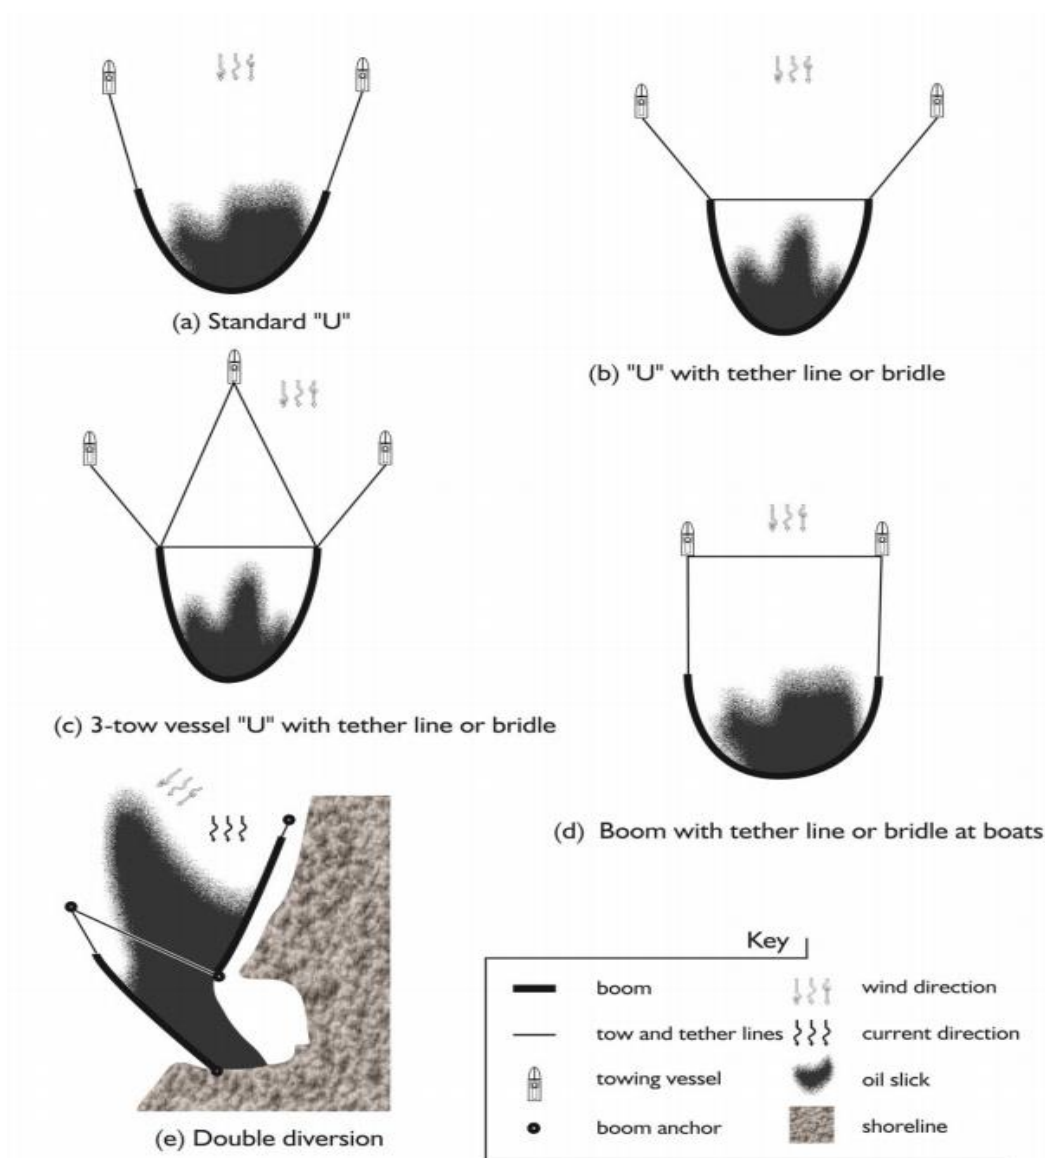 (a) Standard "U"
(b) "U" with tether line or bridle
(c) 3-tow vessel "U" with tether line or bridle
(d) Boom with tether line or bridle at boats
(e) Double diversion
Key
boom
wind direction
tow and tether lines
current direction
towing vessel
oil slick
boom anchor
shoreline